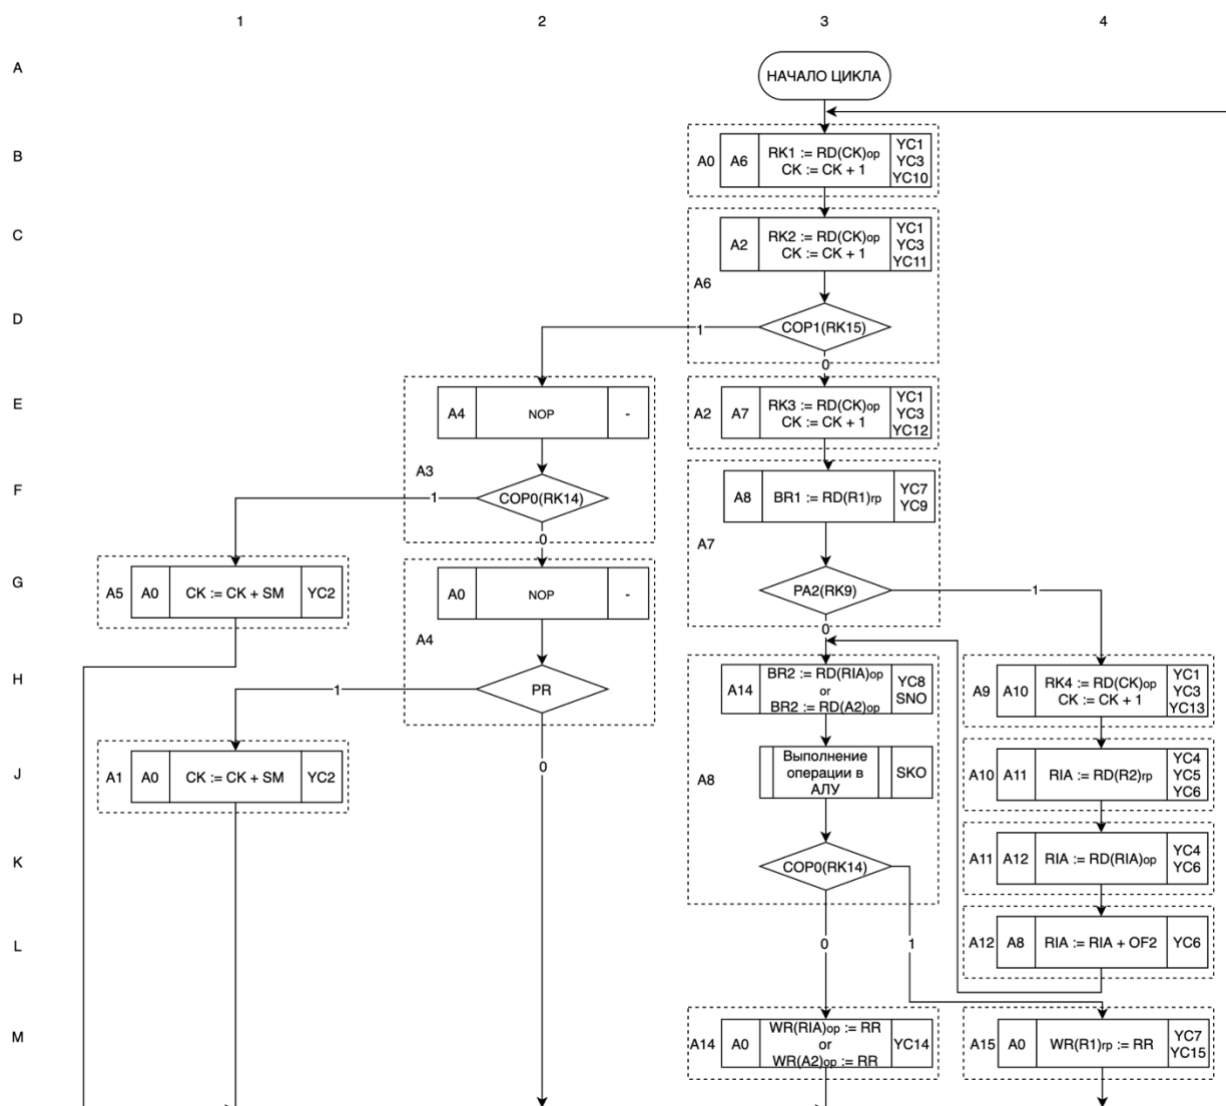 1 2 3 4
A
НАЧАЛО ЦИКЛА
B
A0
A6
RK1 := RD(CK)op
CK := CK + 1
YC1
YC3
YC10
C
A2
RK2 := RD(CK)op
CK := CK + 1
YC1
YC3
YC11
A6
D
COP1(RK15)
1
0
E
A4
NOP
-
A2
A7
RK3 := RD(CK)op
CK := CK + 1
YC1
YC3
YC12
A3
F
COP0(RK14)
1
0
A8
BR1 := RD(R1)rp
YC7
YC9
A7
G
A5
A0
CK := CK + SM
YC2
A0
NOP
-
PA2(RK9)
1
0
A4
H
PR
1
0
A14
BR2 := RD(RIA)op
or
BR2 := RD(A2)op
YC8
SNO
A9
A10
RK4 := RD(CK)op
CK := CK + 1
YC1
YC3
YC13
J
A1
A0
CK := CK + SM
YC2
A8
Выполнение
операции в
АЛУ
SKO
A10
A11
RIA := RD(R2)rp
YC4
YC5
YC6
K
COP0(RK14)
A11
A12
RIA := RD(RIA)op
YC4
YC6
L
0
1
A12
A8
RIA := RIA + OF2
YC6
M
A14
A0
WR(RIA)op := RR
or
WR(A2)op := RR
YC14
A15
A0
WR(R1)rp := RR
YC7
YC15